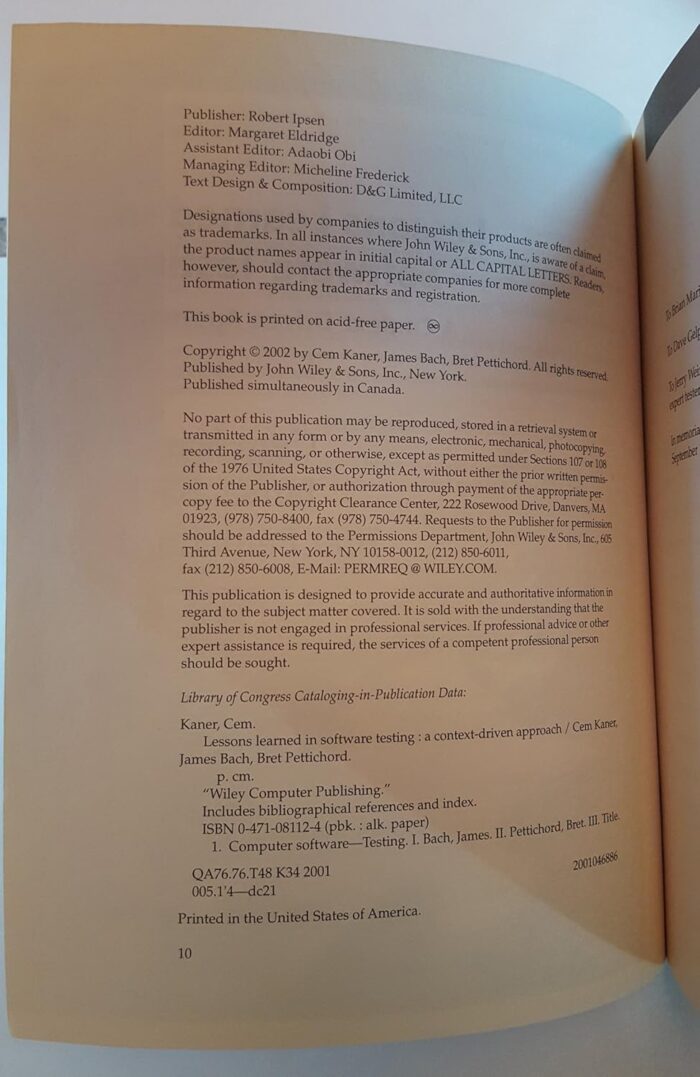 Publisher: Robert Ipsen
Editor: Margaret Eldridge
Assistant Editor: Adaobi Obi
Managing Editor: Micheline Frederick
Text Design & Composition: D&G Limited, LLC
Designations used by companies to distinguish their products are often claimed
as trademarks. In all instances where John Wiley & Sons, Inc., is aware of a claim,
the product names appear in initial capital or ALL CAPITAL LETTERS. Readers,
however, should contact the appropriate companies for more complete
information regarding trademarks and registration.
This book is printed on acid-free paper. ♾
Copyright © 2002 by Cem Kaner, James Bach, Bret Pettichord. All rights reserved.
Published by John Wiley & Sons, Inc., New York.
Published simultaneously in Canada.
No part of this publication may be reproduced, stored in a retrieval system or
transmitted in any form or by any means, electronic, mechanical, photocopying,
recording, scanning, or otherwise, except as permitted under Sections 107 or 108
of the 1976 United States Copyright Act, without either the prior written permis-
sion of the Publisher, or authorization through payment of the appropriate per-
copy fee to the Copyright Clearance Center, 222 Rosewood Drive, Danvers, MA
01923, (978) 750-8400, fax (978) 750-4744. Requests to the Publisher for permission
should be addressed to the Permissions Department, John Wiley & Sons, Inc., 605
Third Avenue, New York, NY 10158-0012, (212) 850-6011,
fax (212) 850-6008, E-Mail: PERMREQ @ WILEY.COM.
This publication is designed to provide accurate and authoritative information in
regard to the subject matter covered. It is sold with the understanding that the
publisher is not engaged in professional services. If professional advice or other
expert assistance is required, the services of a competent professional person
should be sought.
Library of Congress Cataloging-in-Publication Data:
Kaner, Cem.
Lessons learned in software testing : a context-driven approach / Cem Kaner,
James Bach, Bret Pettichord.
p. cm.
“Wiley Computer Publishing.”
Includes bibliographical references and index.
ISBN 0-471-08112-4 (pbk. : alk. paper)
1. Computer software—Testing. I. Bach, James. II. Pettichord, Bret. III. Title.
QA76.76.T48 K34 2001
2001046886
005.1'4—dc21
Printed in the United States of America.
10
To Brian
To Dave
To Jerry
expert
In
September